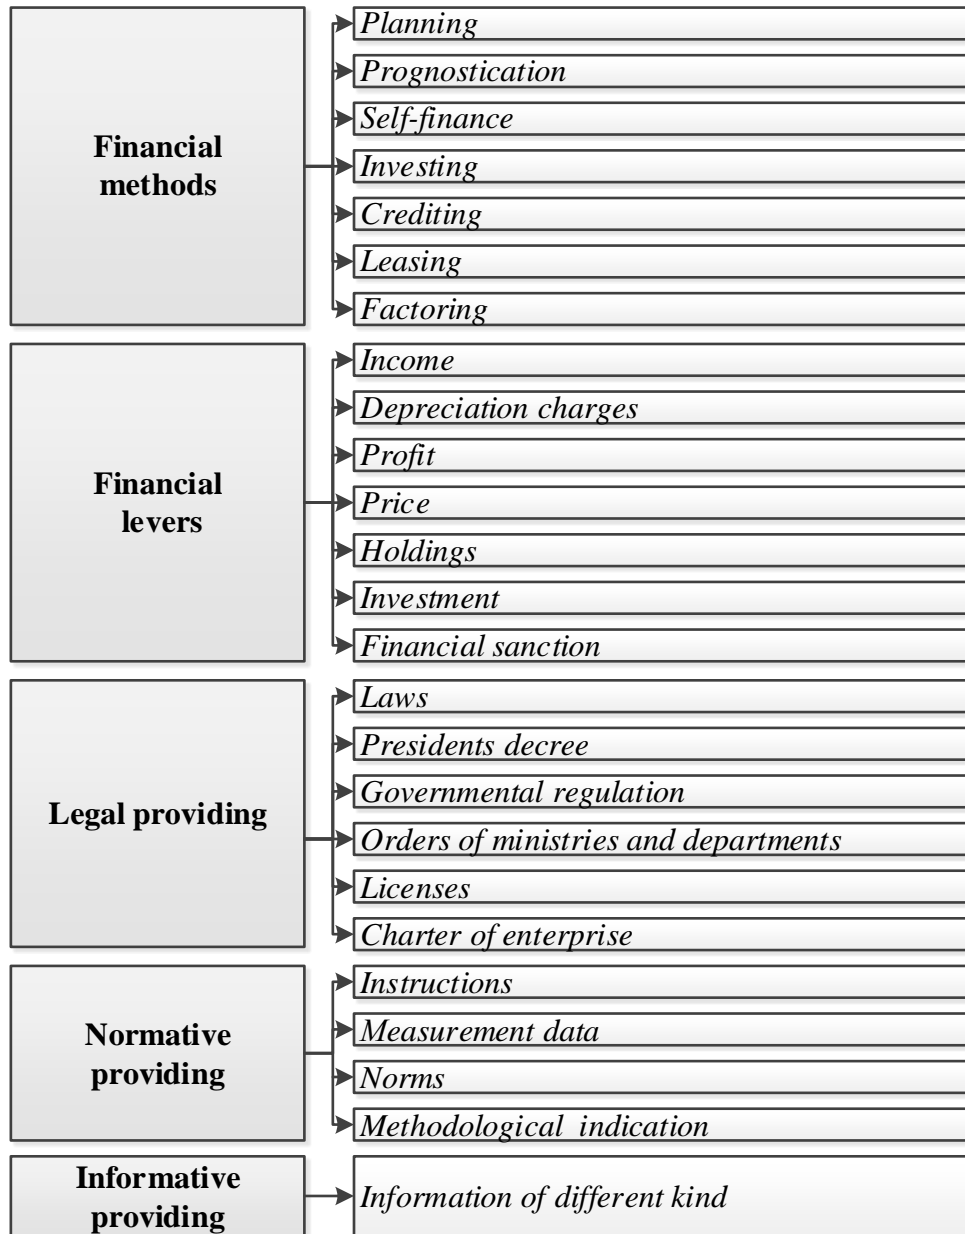 Financial
methods
Planning
Prognostication
Self-finance
Investing
Crediting
Leasing
Factoring
Financial
levers
Income
Depreciation charges
Profit
Price
Holdings
Investment
Financial sanction
Legal providing
Laws
Presidents decree
Governmental regulation
Orders of ministries and departments
Licenses
Charter of enterprise
Normative
providing
Instructions
Measurement data
Norms
Methodological indication
Informative
providing
Information of different kind